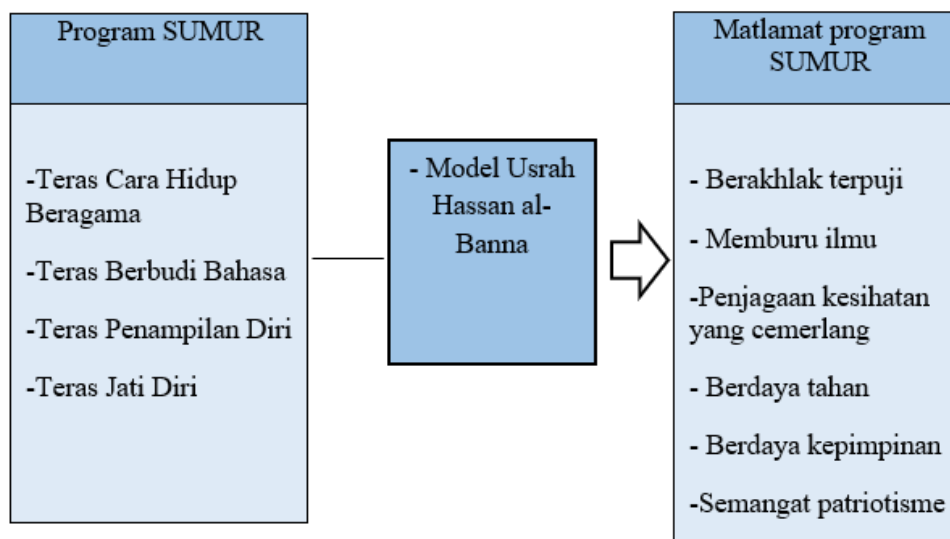 Program SUMUR
-Teras Cara Hidup
Beragama
-Teras Berbudi Bahasa
-Teras Penampilan Diri
-Teras Jati Diri
- Model Usrah
Hassan al-
Banna
Matlamat program
SUMUR
- Berakhlak terpuji
- Memburu ilmu
-Penjagaan kesihatan
yang cemerlang
- Berdaya tahan
- Berdaya kepimpinan
-Semangat patriotisme